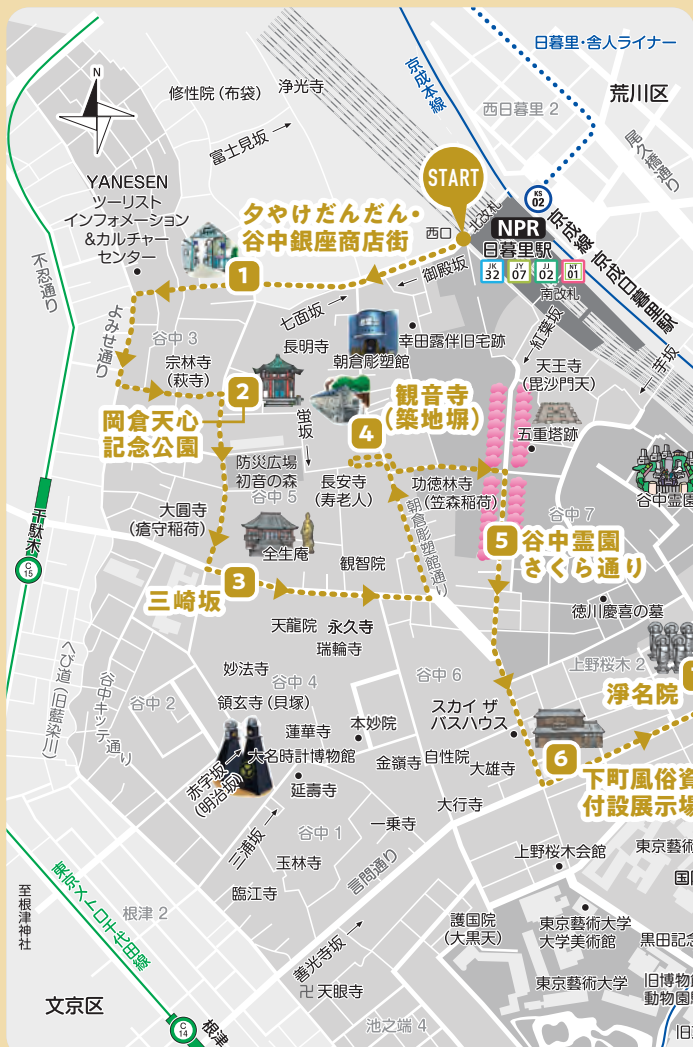 日暮里・舎人ライナー
京成本線
荒川区
西日暮里 2
尾久橋通り
修性院 (布袋)
浄光寺
富士見坂
N
YANESEN
ツーリスト
インフォメーション
&カルチャー
センター
START
北改札
西口
KS
02
NPR
日暮里駅
JK
32
JY
07
JJ
02
NT
01
南改札
京成線 京成日暮里駅
夕やけだんだん・
谷中銀座商店街
1
御殿坂
七面坂
不忍通り
よみせ通り
谷中 3
長明寺
朝倉彫塑館
幸田露伴旧宅跡
紅葉坂
芋坂
天王寺
(毘沙門天)
宗林寺
(萩寺)
2
岡倉天心
記念公園
蛍坂
観音寺
(築地塀)
4
五重塔跡
谷中霊園
防災広場
初音の森
谷中 5
長安寺
(寿老人)
功徳林寺
(笠森稲荷)
朝倉彫塑館通り
谷中 7
千駄木
C
15
大圓寺
(瘡守稲荷)
全生庵
観智院
5
谷中霊園
さくら通り
三崎坂
3
徳川慶喜の墓
天龍院
永久寺
瑞輪寺
へび道 (旧藍染川)
谷中キッテ通り
谷中 2
妙法寺
谷中 4
谷中 6
上野桜木 2
浄名院
領玄寺 (貝塚)
スカイ ザ
バスハウス
蓮華寺
本妙院
大名時計博物館
赤字坂
(明治坂)
金嶺寺
自性院
大雄寺
6
下町風俗資
付設展示場
延壽寺
大行寺
三浦坂
谷中 1
一乗寺
玉林寺
言問通り
上野桜木会館
東京藝術
国際
東京メトロ千代田線
臨江寺
至根津神社
根津 2
護国院
(大黒天)
東京藝術大学
大学美術館
黒田記念
善光寺坂
卍 天眼寺
東京藝術大学
旧博物
動物園
文京区
C
14
根津
池之端 4
旧